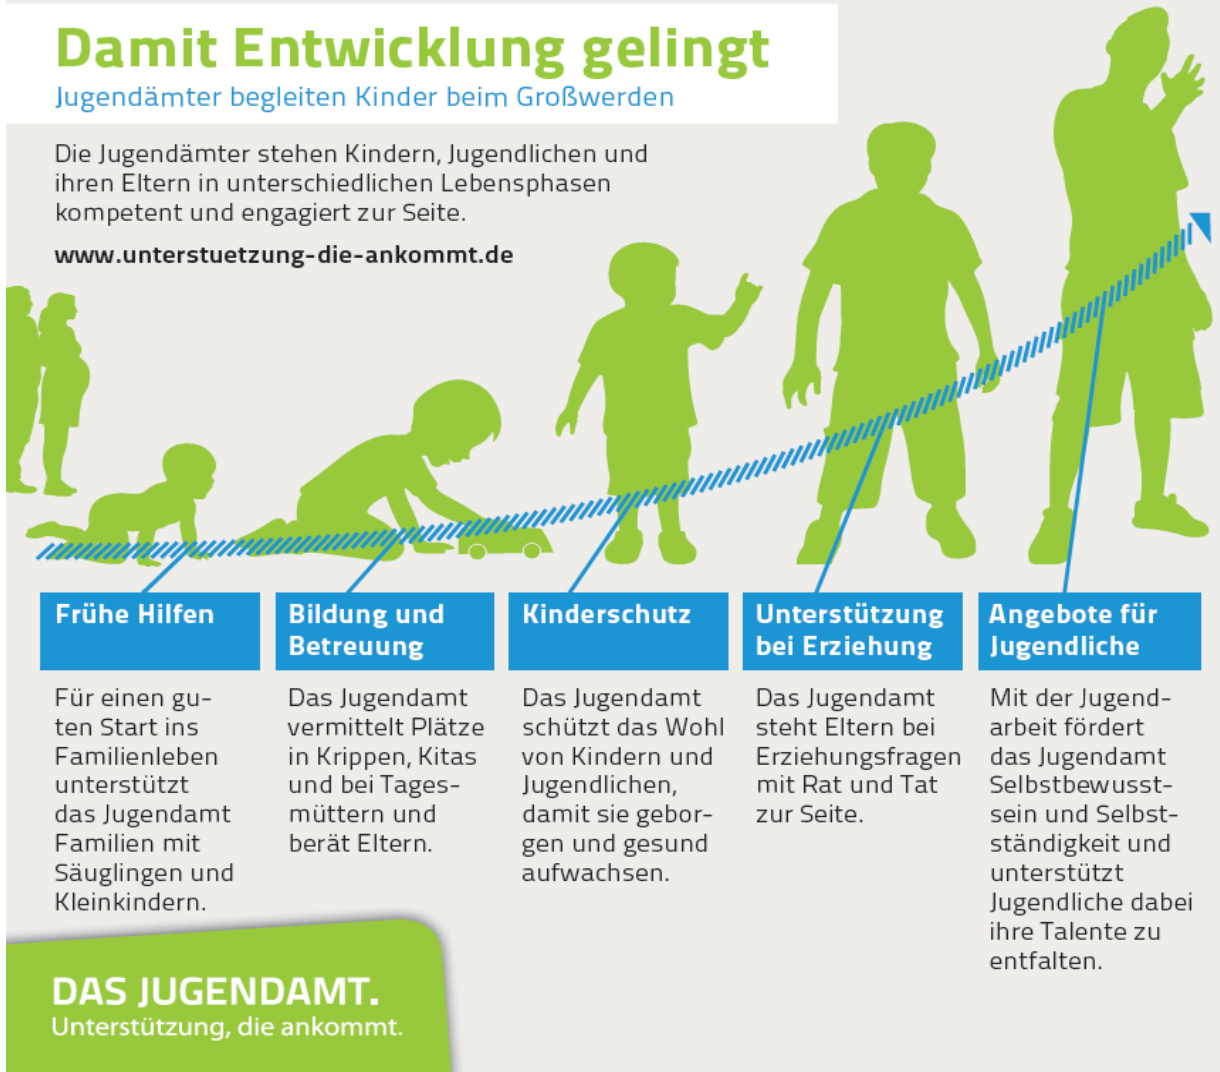 Damit Entwicklung gelingt
Jugendämter begleiten Kinder beim Großwerden
Die Jugendämter stehen Kindern, Jugendlichen und
ihren Eltern in unterschiedlichen Lebensphasen
kompetent und engagiert zur Seite.
www.unterstuetzung-die-ankommt.de
Frühe Hilfen
Für einen gu-
ten Start ins
Familienleben
unterstützt
das Jugendamt
Familien mit
Säuglingen und
Kleinkindern.
Bildung und
Betreuung
Das Jugendamt
vermittelt Plätze
in Krippen, Kitas
und bei Tages-
müttern und
berät Eltern.
Kinderschutz
Das Jugendamt
schützt das Wohl
von Kindern und
Jugendlichen,
damit sie gebor-
gen und gesund
aufwachsen.
Unterstützung
bei Erziehung
Das Jugendamt
steht Eltern bei
Erziehungsfragen
mit Rat und Tat
zur Seite.
Angebote für
Jugendliche
Mit der Jugend-
arbeit fördert
das Jugendamt
Selbstbewusst-
sein und Selbst-
ständigkeit und
unterstützt
Jugendliche dabei
ihre Talente zu
entfalten.
DAS JUGENDAMT.
Unterstützung, die ankommt.